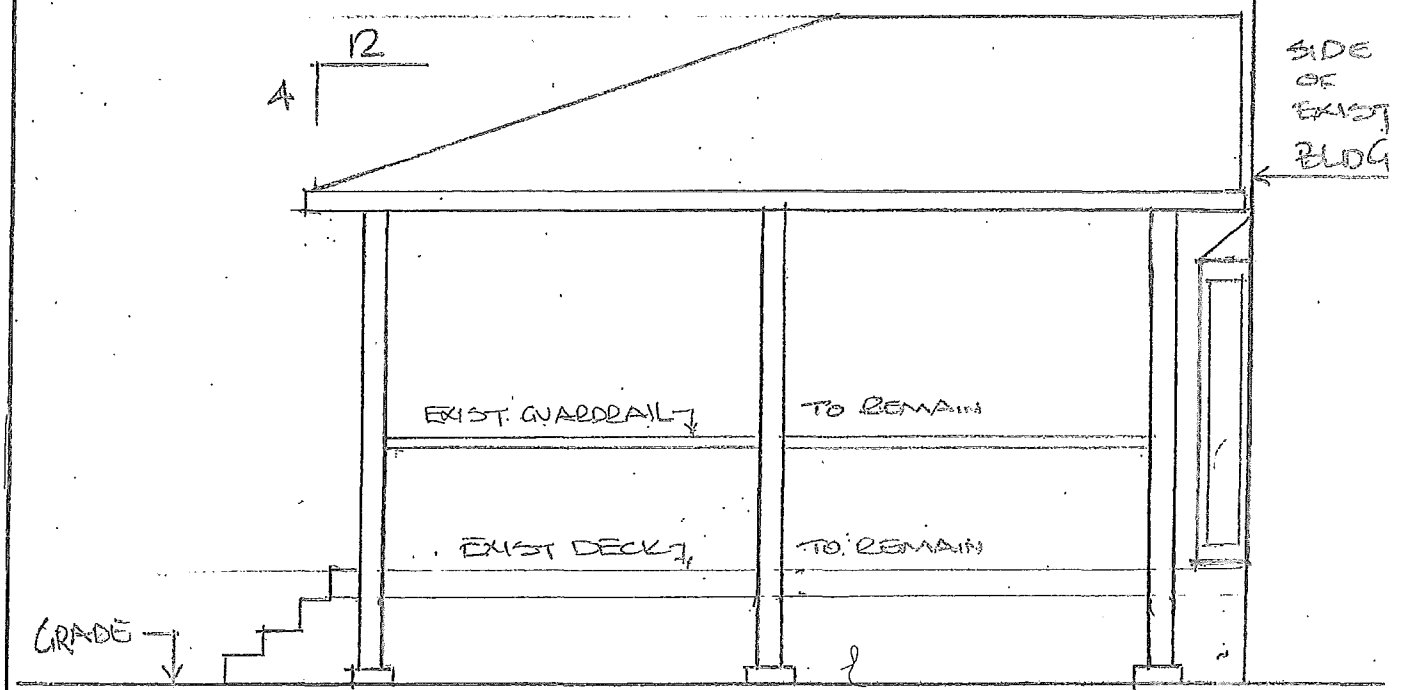 12
4
SIDE
OF
EXIST
BLDG
EXIST. GUARDRAIL
TO REMAIN
EXIST DECK
TO REMAIN
GRADE